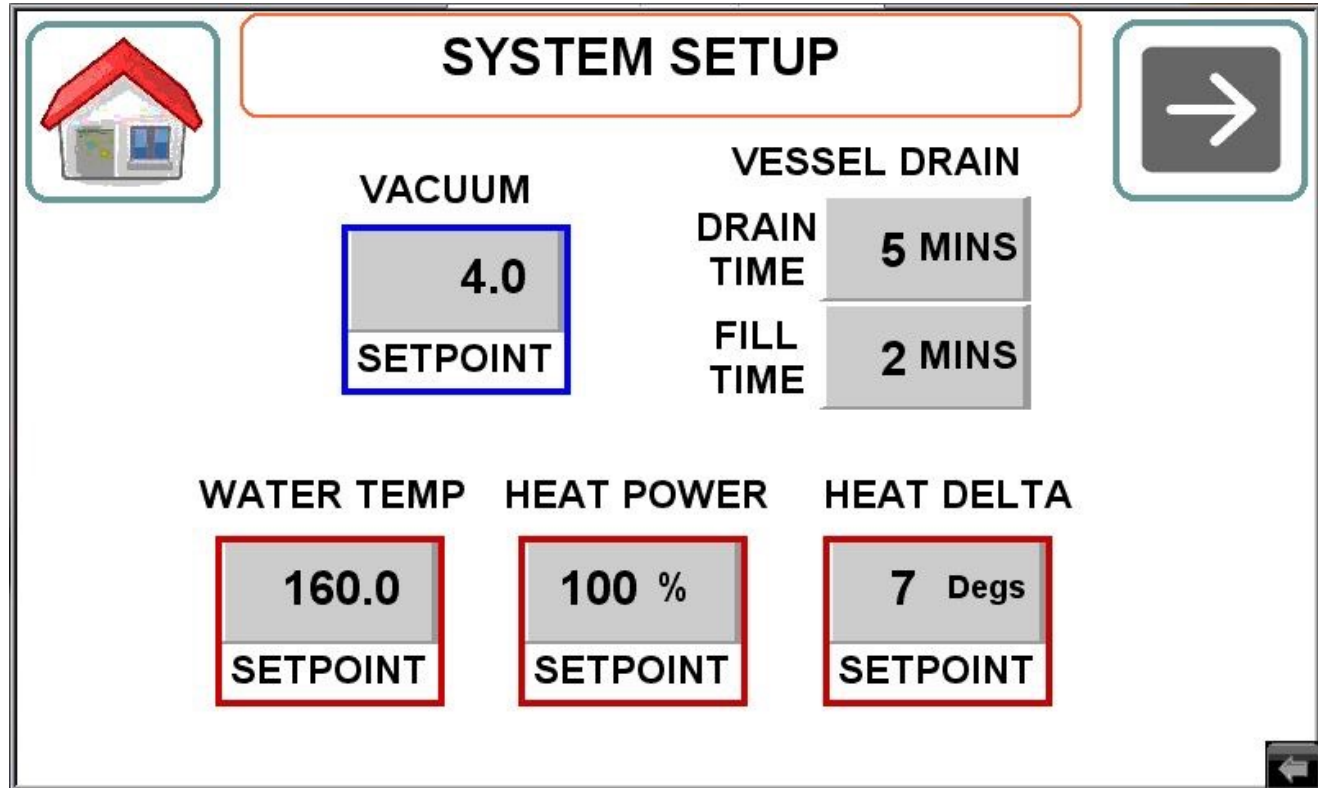 SYSTEM SETUP
VACUUM
4.0
SETPOINT
VESSEL DRAIN
DRAIN
TIME
5 MINS
FILL
TIME
2 MINS
WATER TEMP
160.0
SETPOINT
HEAT POWER
100 %
SETPOINT
HEAT DELTA
7 Degs
SETPOINT